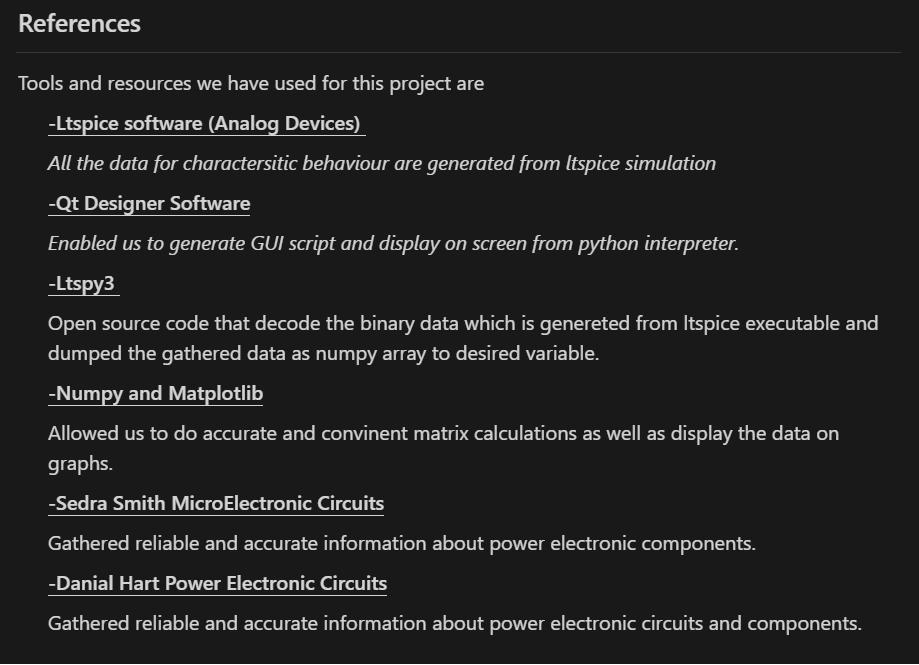 References
Tools and resources we have used for this project are
-Ltspice software (Analog Devices)
All the data for charactersitic behaviour are generated from ltspice simulation
-Qt Designer Software
Enabled us to generate GUI script and display on screen from python interpreter.
-Ltspy3
Open source code that decode the binary data which is genereted from ltspice executable and
dumped the gathered data as numpy array to desired variable.
-Numpy and Matplotlib
Allowed us to do accurate and convinent matrix calculations as well as display the data on
graphs.
-Sedra Smith MicroElectronic Circuits
Gathered reliable and accurate information about power electronic components.
-Danial Hart Power Electronic Circuits
Gathered reliable and accurate information about power electronic circuits and components.